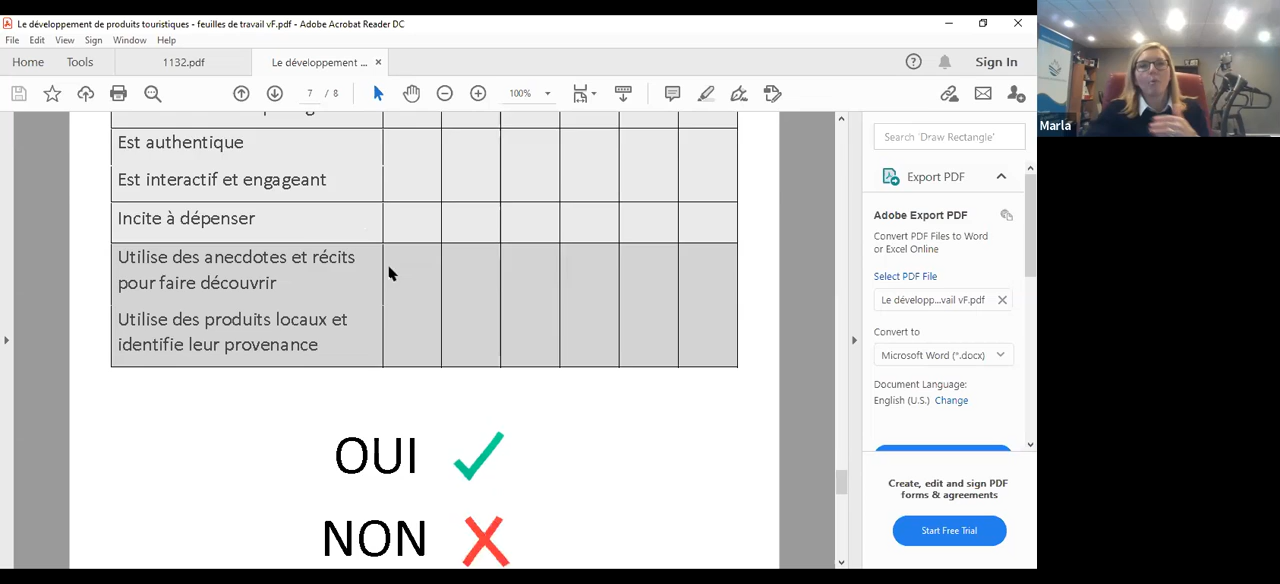 Le développement de produits touristiques - feuilles de travail vF.pdf - Adobe Acrobat Reader DC
File Edit View Sign Window Help
Home Tools 1132.pdf Le développement ... ×
Sign In
7 / 8 100%
Est authentique
Est interactif et engageant
Incite à dépenser
Utilise des anecdotes et récits
pour faire découvrir
Utilise des produits locaux et
identifie leur provenance
OUI
NON
Search 'Draw Rectangle'
Export PDF
Adobe Export PDF
Convert PDF Files to Word
or Excel Online
Select PDF File
Le développ...vail vF.pdf
Convert to
Microsoft Word (*.docx)
Document Language:
English (U.S.) Change
Create, edit and sign PDF
forms & agreements
Start Free Trial
Marla